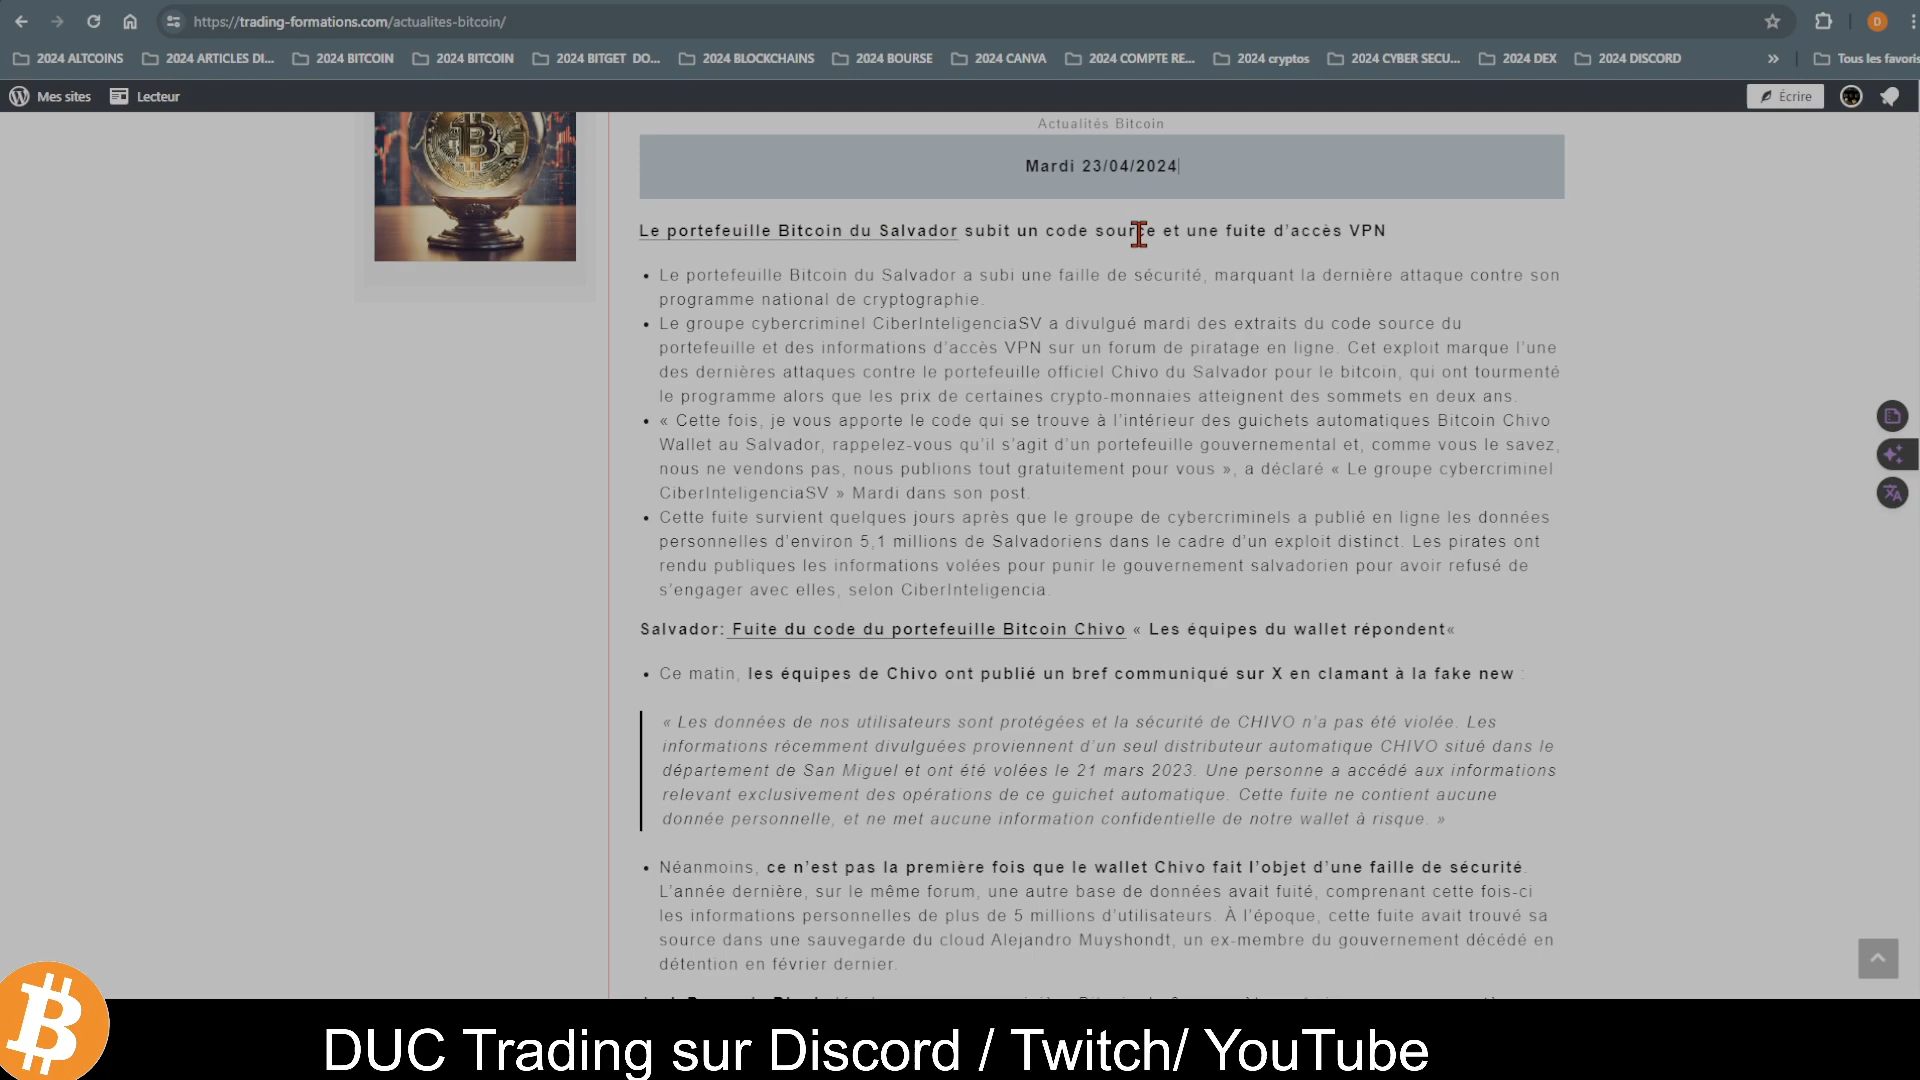 https://trading-formations.com/actualites-bitcoin/
D
2024 ALTCOINS
2024 ARTICLES DI...
2024 BITCOIN
2024 BITCOIN
2024 BITGET DO...
2024 BLOCKCHAINS
2024 BOURSE
2024 CANVA
2024 COMPTE RE...
2024 cryptos
2024 CYBER SECU...
2024 DEX
2024 DISCORD
»
Tous les favoris
Mes sites
Lecteur
Écrire
Actualités Bitcoin
Mardi 23/04/2024
Le portefeuille Bitcoin du Salvador subit un code source et une fuite d’accès VPN
• Le portefeuille Bitcoin du Salvador a subi une faille de sécurité, marquant la dernière attaque contre son
programme national de cryptographie.
• Le groupe cybercriminel CiberInteligenciaSV a divulgué mardi des extraits du code source du
portefeuille et des informations d’accès VPN sur un forum de piratage en ligne. Cet exploit marque l’une
des dernières attaques contre le portefeuille officiel Chivo du Salvador pour le bitcoin, qui ont tourmenté
le programme alors que les prix de certaines crypto-monnaies atteignent des sommets en deux ans.
• « Cette fois, je vous apporte le code qui se trouve à l’intérieur des guichets automatiques Bitcoin Chivo
Wallet au Salvador, rappelez-vous qu’il s’agit d’un portefeuille gouvernemental et, comme vous le savez,
nous ne vendons pas, nous publions tout gratuitement pour vous », a déclaré « Le groupe cybercriminel
CiberInteligenciaSV » Mardi dans son post.
• Cette fuite survient quelques jours après que le groupe de cybercriminels a publié en ligne les données
personnelles d’environ 5,1 millions de Salvadoriens dans le cadre d’un exploit distinct. Les pirates ont
rendu publiques les informations volées pour punir le gouvernement salvadorien pour avoir refusé de
s’engager avec elles, selon CiberInteligencia.
Salvador: Fuite du code du portefeuille Bitcoin Chivo « Les équipes du wallet répondent«
• Ce matin, les équipes de Chivo ont publié un bref communiqué sur X en clamant à la fake new :
« Les données de nos utilisateurs sont protégées et la sécurité de CHIVO n’a pas été violée. Les
informations récemment divulguées proviennent d’un seul distributeur automatique CHIVO situé dans le
département de San Miguel et ont été volées le 21 mars 2023. Une personne a accédé aux informations
relevant exclusivement des opérations de ce guichet automatique. Cette fuite ne contient aucune
donnée personnelle, et ne met aucune information confidentielle de notre wallet à risque. »
• Néanmoins, ce n’est pas la première fois que le wallet Chivo fait l’objet d’une faille de sécurité.
L’année dernière, sur le même forum, une autre base de données avait fuité, comprenant cette fois-ci
les informations personnelles de plus de 5 millions d’utilisateurs. À l’époque, cette fuite avait trouvé sa
source dans une sauvegarde du cloud Alejandro Muyshondt, un ex-membre du gouvernement décédé en
détention en février dernier.
DUC Trading sur Discord / Twitch/ YouTube